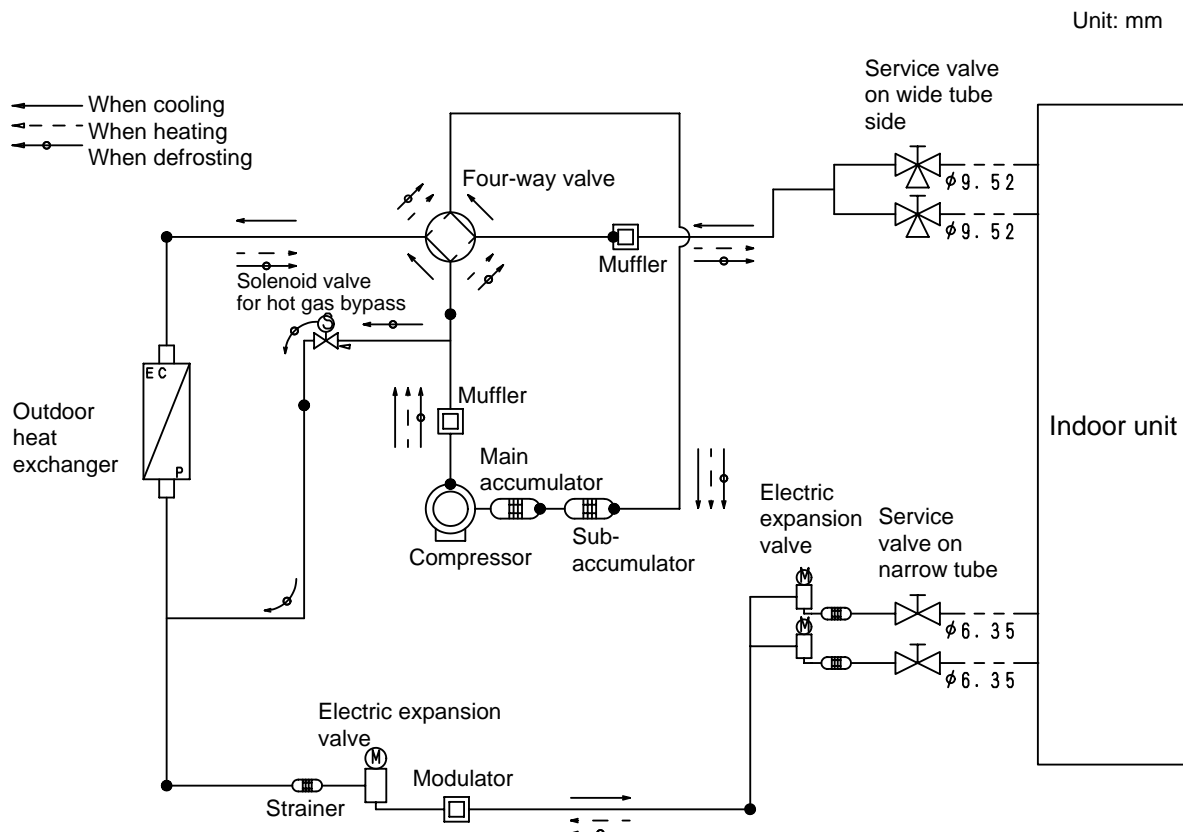 Unit: mm
When cooling
When heating
When defrosting
Service valve
on wide tube
side
Four-way valve
φ9.52
φ9.52
Muffler
Solenoid valve
for hot gas bypass
S
E C
P
Outdoor
heat
exchanger
Muffler
Indoor unit
Main
accumulator
Compressor
Sub-
accumulator
Electric
expansion
valve
Service
valve on
narrow tube
M
φ6.35
M
φ6.35
Electric expansion
valve
M
Modulator
Strainer